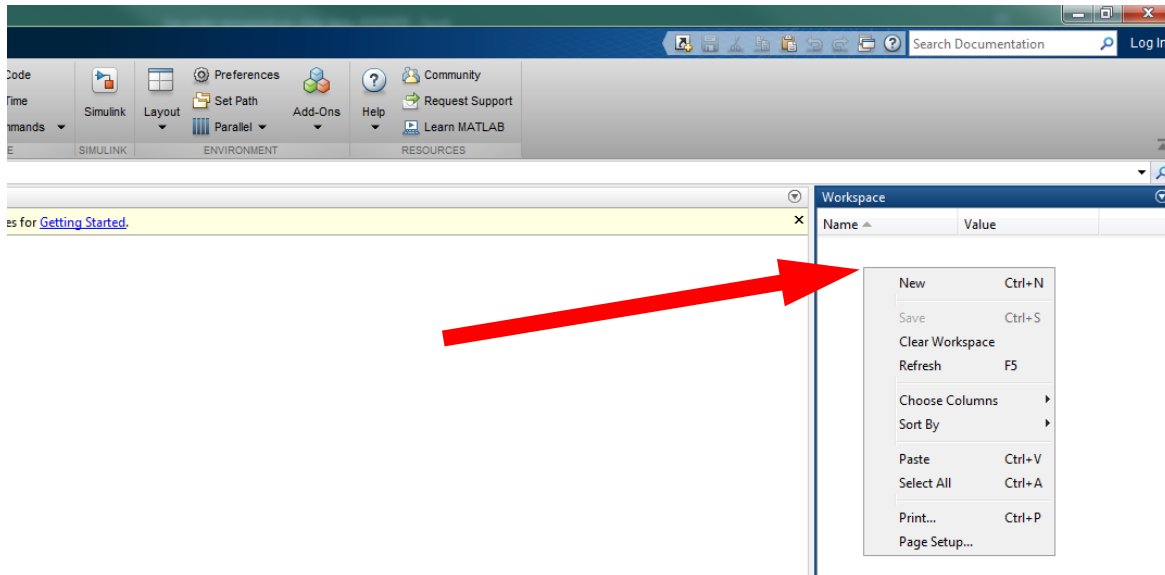 Search Documentation
Log In
Code
Time
mmands
Simulink
Layout
Preferences
Set Path
Parallel
Add-Ons
Help
Community
Request Support
Learn MATLAB
E
SIMULINK
ENVIRONMENT
RESOURCES
es for Getting Started.
Workspace
Name
Value
New Ctrl+N
Save Ctrl+S
Clear Workspace
Refresh F5
Choose Columns
Sort By
Paste Ctrl+V
Select All Ctrl+A
Print... Ctrl+P
Page Setup...